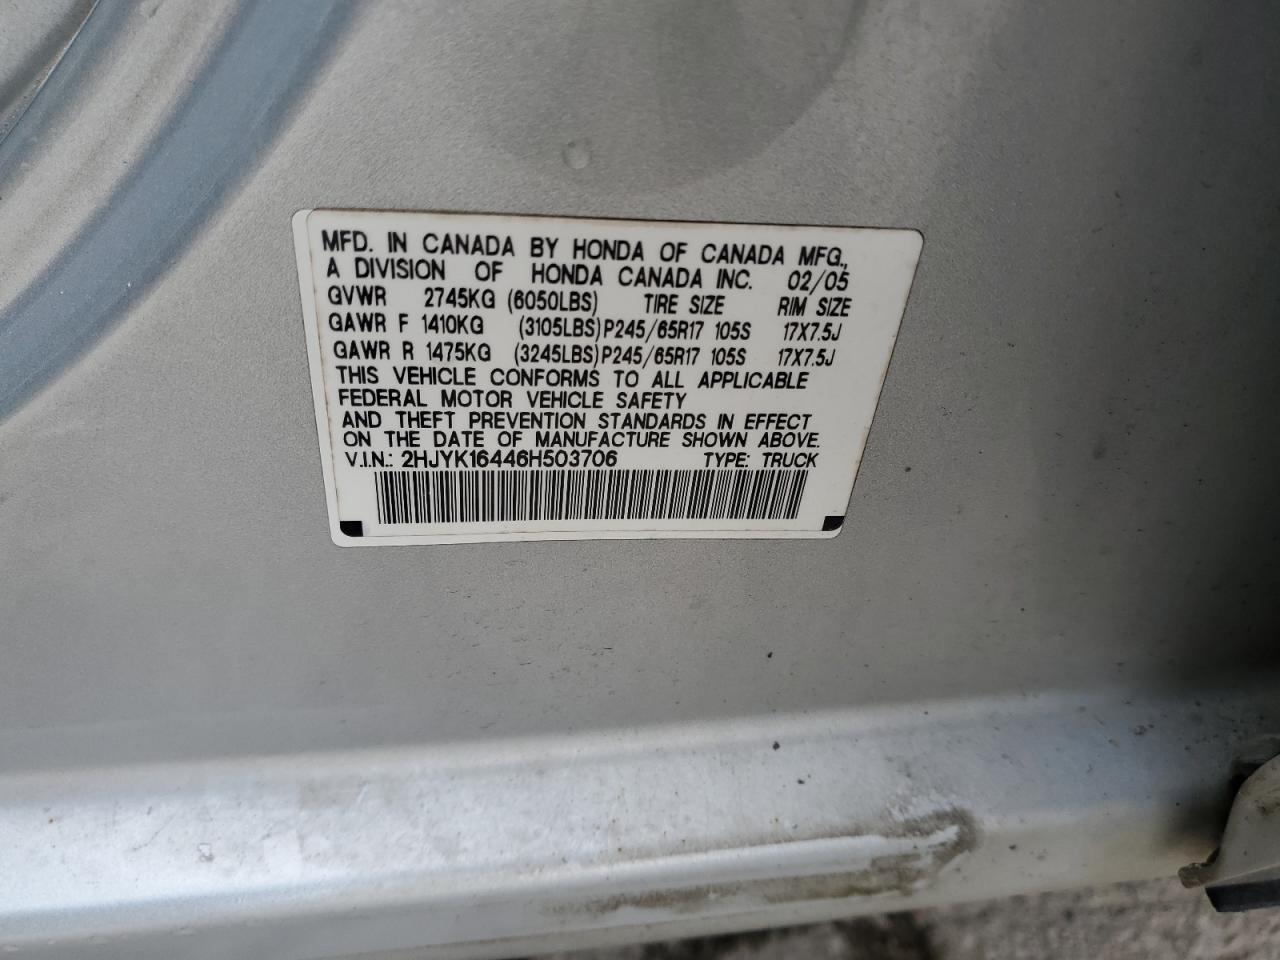 MFD. IN CANADA BY HONDA OF CANADA MFG.,
A DIVISION OF HONDA CANADA INC. 02/05
GVWR 2745KG (6050LBS) TIRE SIZE RIM SIZE
GAWR F 1410KG (3105LBS) P245/65R17 105S 17X7.5J
GAWR R 1475KG (3245LBS) P245/65R17 105S 17X7.5J
THIS VEHICLE CONFORMS TO ALL APPLICABLE
FEDERAL MOTOR VEHICLE SAFETY
AND THEFT PREVENTION STANDARDS IN EFFECT
ON THE DATE OF MANUFACTURE SHOWN ABOVE.
V.I.N.: 2HJYK16446H503706 TYPE: TRUCK